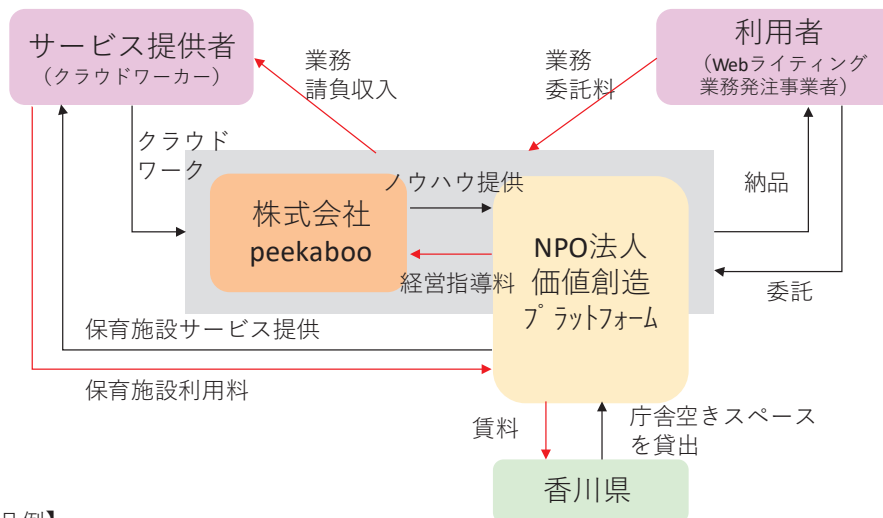 サービス提供者
（クラウドワーカー）
業務
請負収入
業務
委託料
利用者
（Webライティング
業務発注事業者）
クラウド
ワーク
ノウハウ提供
納品
株式会社
peekaboo
NPO法人
価値創造
プラットフォーム
経営指導料
委託
保育施設サービス提供
保育施設利用料
賃料
庁舎空きスペース
を貸出
香川県